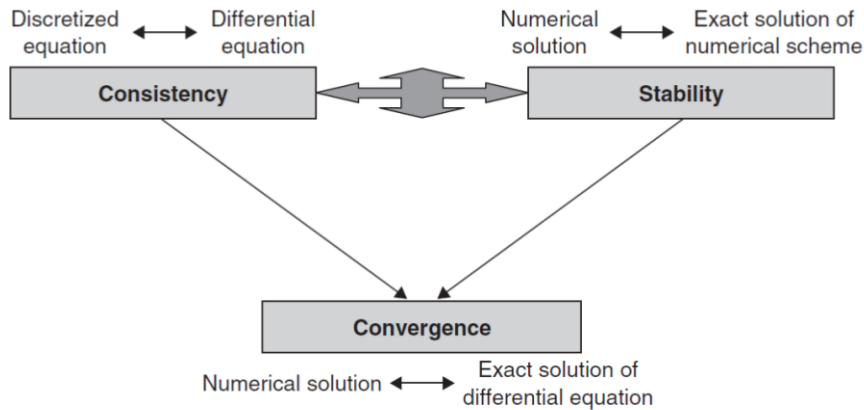 Discretized
equation
Differential
equation
Numerical
solution
Exact solution of
numerical scheme
Consistency
Stability
Convergence
Numerical solution
Exact solution of
differential equation